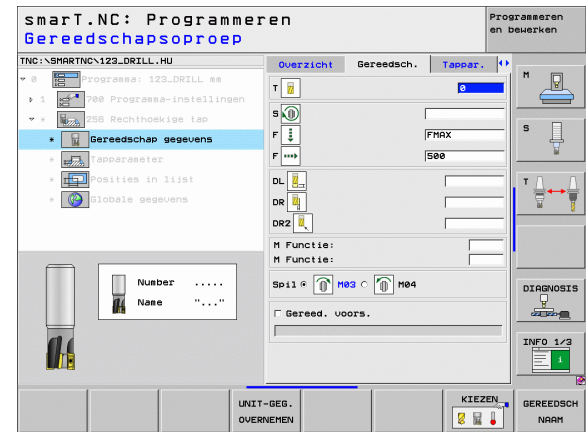 smarT.NC: Programmeren
Gereedschapsoproep
Programmeren
en bewerken
TNC:\SMARTNC\123_DRILL.HU
0 Programma: 123_DRILL mm
1 700 Programma-instellingen
* 256 Rechthoekige tap
* Gereedschap gegevens
* Tapparameter
* Posities in lijst
* Globale gegevens
Number .....
Name "..."
Overzicht Gereedsch. Tappar.
T 0
S
F FMAX
F 500
DL
DR
DR2
M Functie:
M Functie:
Spil M03 M04
Gereed. voors.
M
S
T
DIAGNOSIS
INFO 1/3
UNIT-GEG.
OVERNEMEN
KIEZEN
GEREEDSCH
NAAM